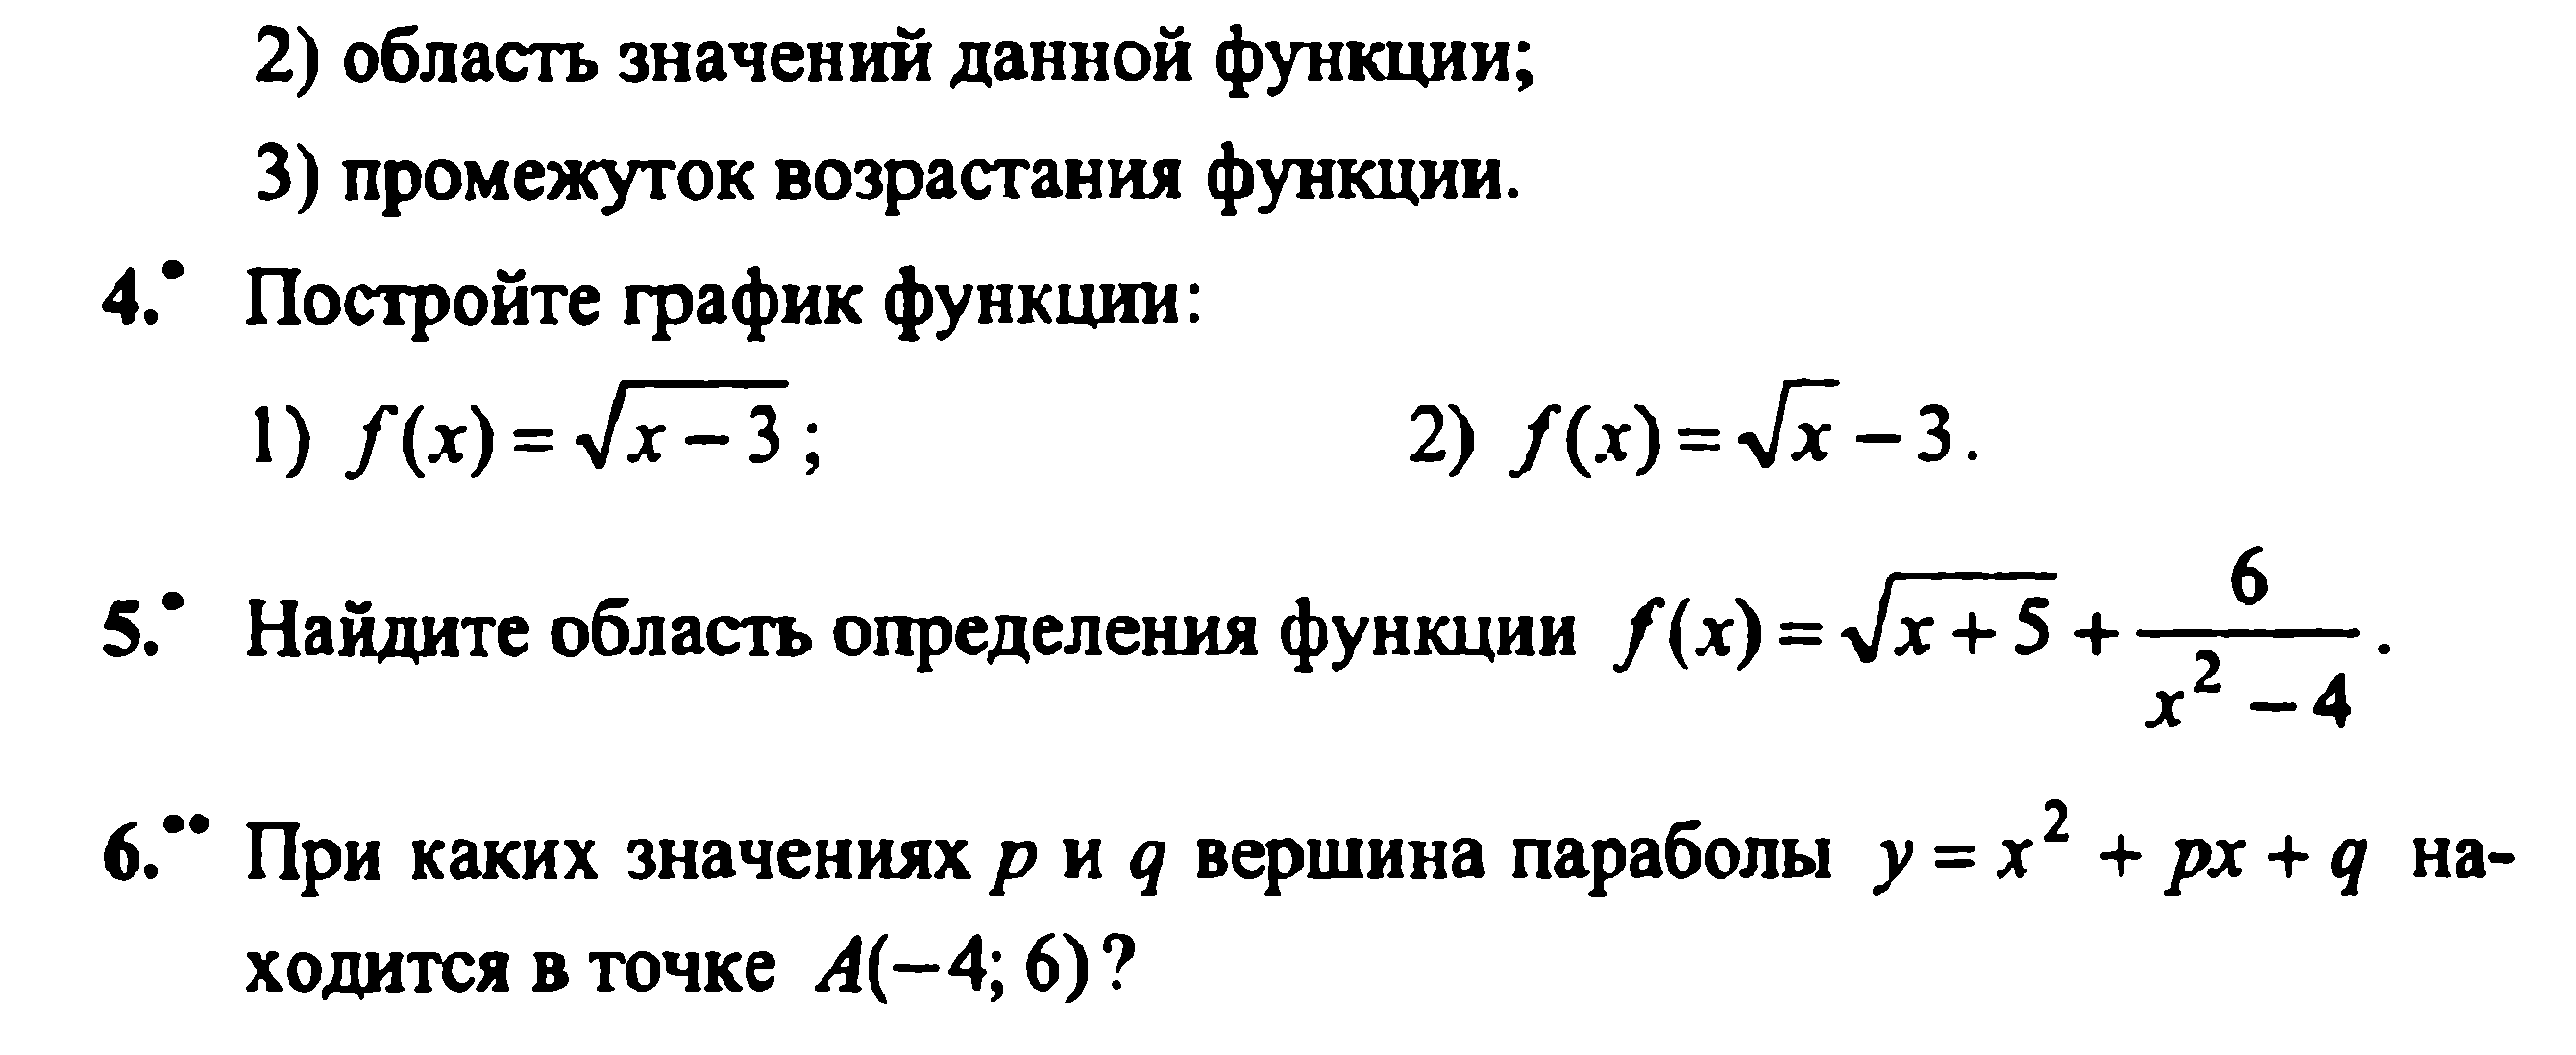 2) область значений данной функции;
3) промежуток возрастания функции.
4.• Постройте график функции:
1) f(x) = √(x − 3); 2) f(x) = √x − 3.
5.• Найдите область определения функции f(x) = √(x + 5) + 6/(x² − 4).
6.•• При каких значениях p и q вершина параболы y = x² + px + q на-
ходится в точке A(−4; 6)?